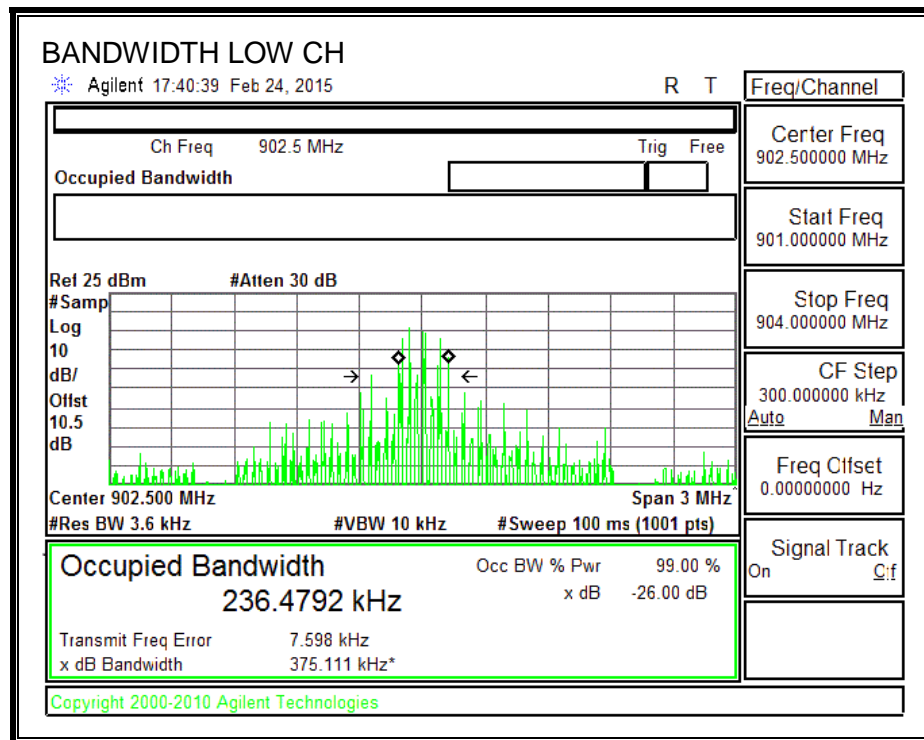 BANDWIDTH LOW CH
Agilent 17:40:39 Feb 24, 2015 R T
Freq/Channel
Ch Freq 902.5 MHz Trig Free
Occupied Bandwidth
Center Freq
902.500000 MHz
Start Freq
901.000000 MHz
Stop Freq
904.000000 MHz
CF Step
300.000000 kHz
Auto Man
Freq Offset
0.00000000 Hz
Signal Track
On Off
Ref 25 dBm #Atten 30 dB
#Samp
Log
10
dB/
Offst
10.5
dB
Center 902.500 MHz Span 3 MHz^
#Res BW 3.6 kHz #VBW 10 kHz #Sweep 100 ms (1001 pts)
Occupied Bandwidth
236.4792 kHz
Occ BW % Pwr 99.00 %
x dB -26.00 dB
Transmit Freq Error 7.598 kHz
x dB Bandwidth 375.111 kHz*
Copyright 2000-2010 Agilent Technologies